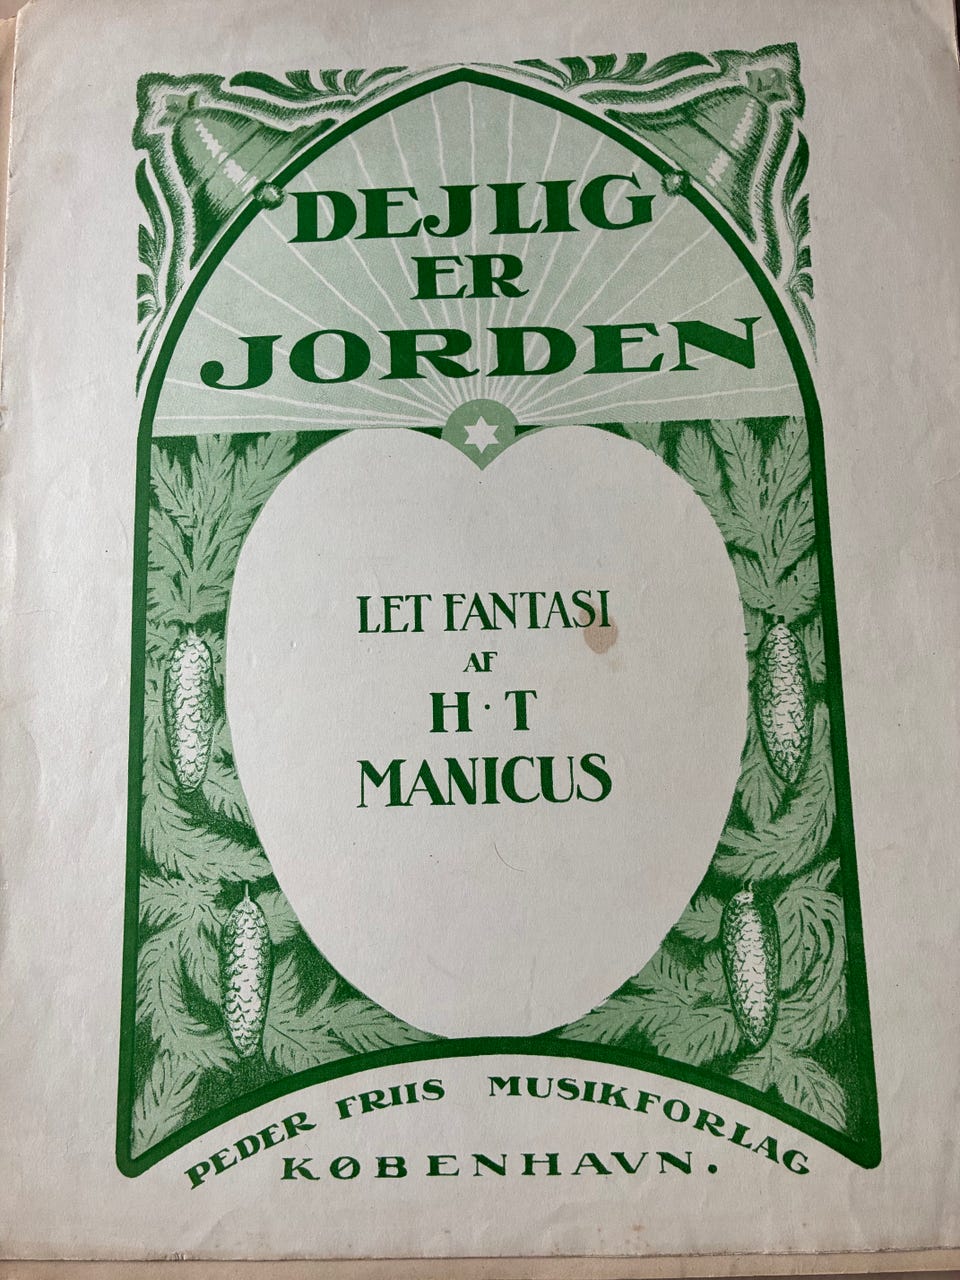 DEJLIG
ER
JORDEN
LET FANTASI
AF
H·T
MANICUS
PEDER FRIIS MUSIKFORLAG
KØBENHAVN.